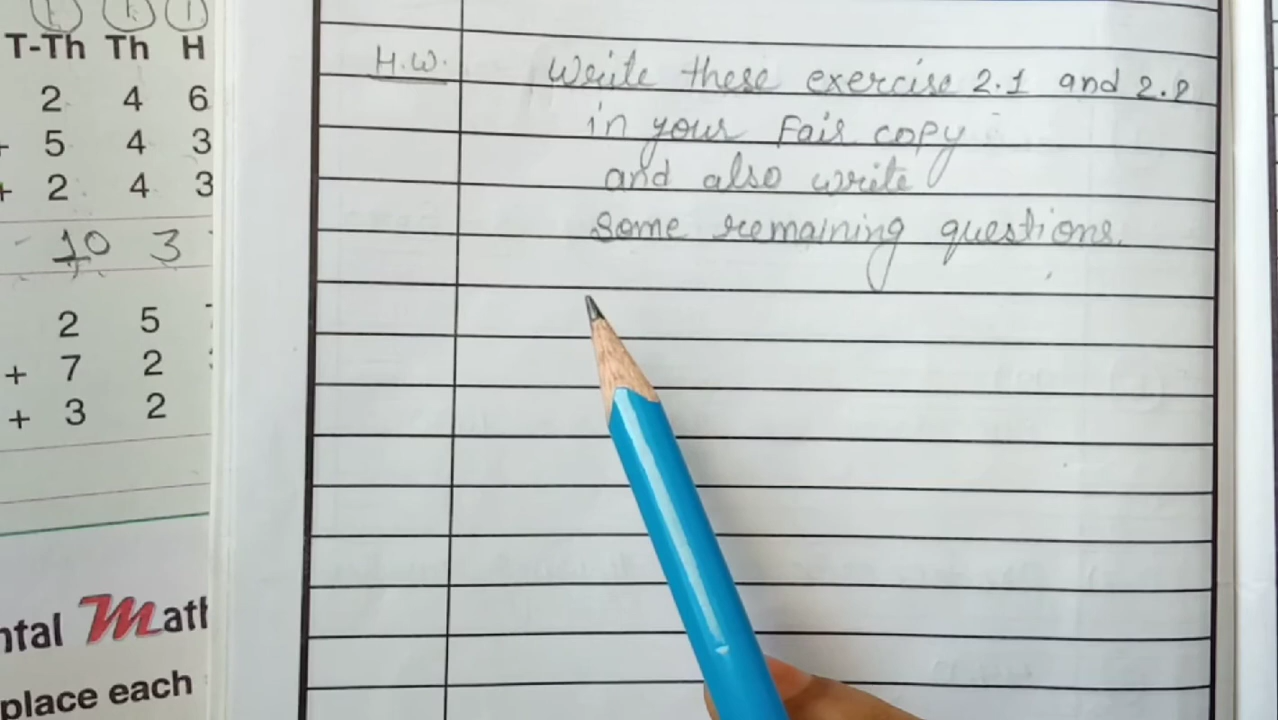 T-Th Th H
2 4 6
5 4 3
+ 2 4 3
10 3
2 5
+ 7 2
+ 3 2
ntal Math
place each
H.W. Write these exercise 2.1 and 2.2
in your Fair copy
and also write
some remaining questions.